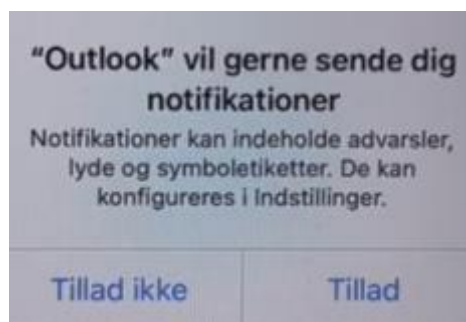 “Outlook” vil gerne sende dig
notifikationer
Notifikationer kan indeholde advarsler,
lyde og symboletiketter. De kan
konfigureres i Indstillinger.
Tillad ikke
Tillad